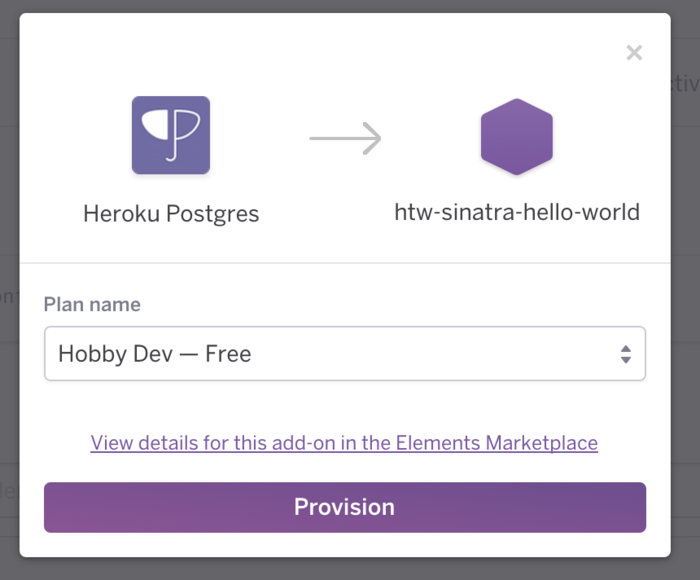 Heroku Postgres
htw-sinatra-hello-world
Plan name
Hobby Dev — Free
View details for this add-on in the Elements Marketplace
Provision